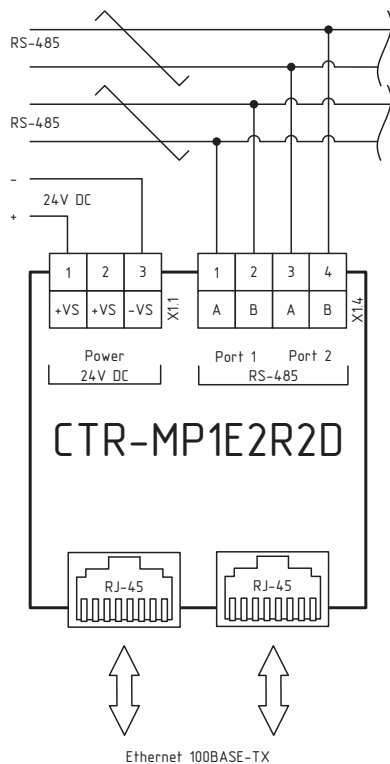 RS-485
RS-485
-
24V DC
+
1 2 3 1 2 3 4
+VS +VS -VS X1.1 A B A B X1.4
Power Port 1 Port 2
24V DC RS-485
CTR-MP1E2R2D
RJ-45 RJ-45
Ethernet 100BASE-TX